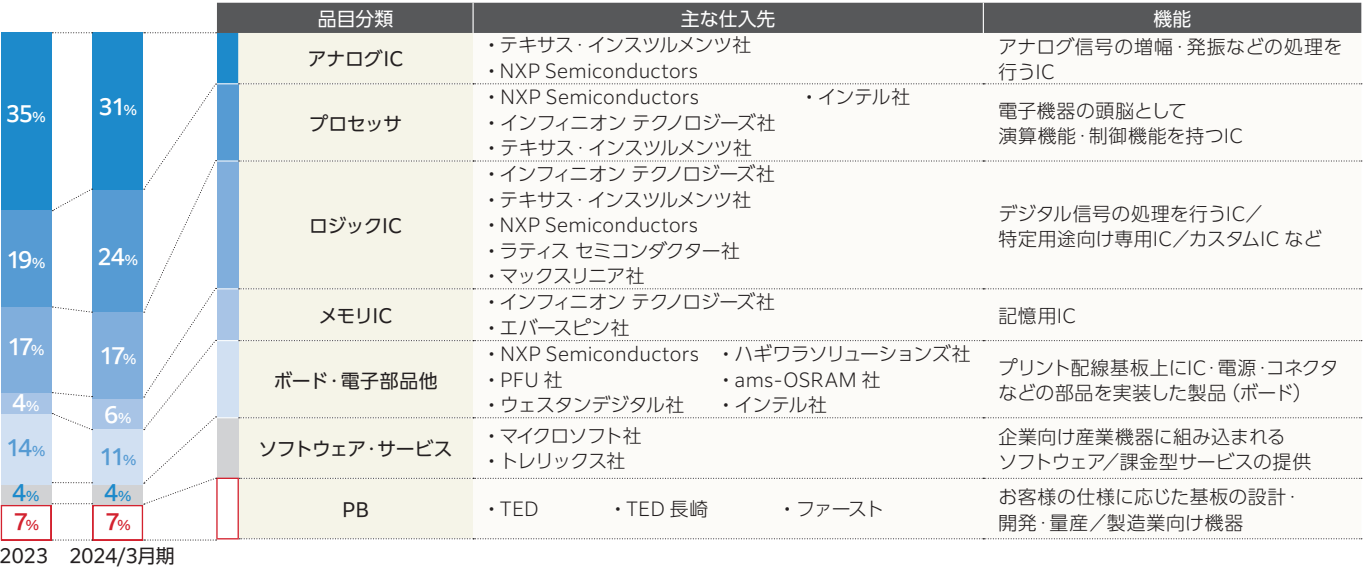 品目分類 主な仕入先 機能
35%
19%
17%
4%
14%
4%
7%
2023
31%
24%
17%
6%
11%
4%
7%
2024/3月期
アナログIC
・テキサス・インスツルメンツ社
・NXP Semiconductors
アナログ信号の増幅・発振などの処理を
行うIC
プロセッサ
・NXP Semiconductors ・インテル社
・インフィニオン テクノロジーズ社
・テキサス・インスツルメンツ社
電子機器の頭脳として
演算機能・制御機能を持つIC
ロジックIC
・インフィニオン テクノロジーズ社
・テキサス・インスツルメンツ社
・NXP Semiconductors
・ラティス セミコンダクター社
・マックスリニア社
デジタル信号の処理を行うIC／
特定用途向け専用IC／カスタムIC など
メモリIC
・インフィニオン テクノロジーズ社
・エバースピン社
記憶用IC
ボード・電子部品他
・NXP Semiconductors ・ハギワラソリューションズ社
・PFU 社 ・ams-OSRAM 社
・ウェスタンデジタル社 ・インテル社
プリント配線基板上にIC・電源・コネクタ
などの部品を実装した製品（ボード）
ソフトウェア・サービス
・マイクロソフト社
・トレリックス社
企業向け産業機器に組み込まれる
ソフトウェア／課金型サービスの提供
PB
・TED ・TED 長崎 ・ファースト
お客様の仕様に応じた基板の設計・
開発・量産／製造業向け機器